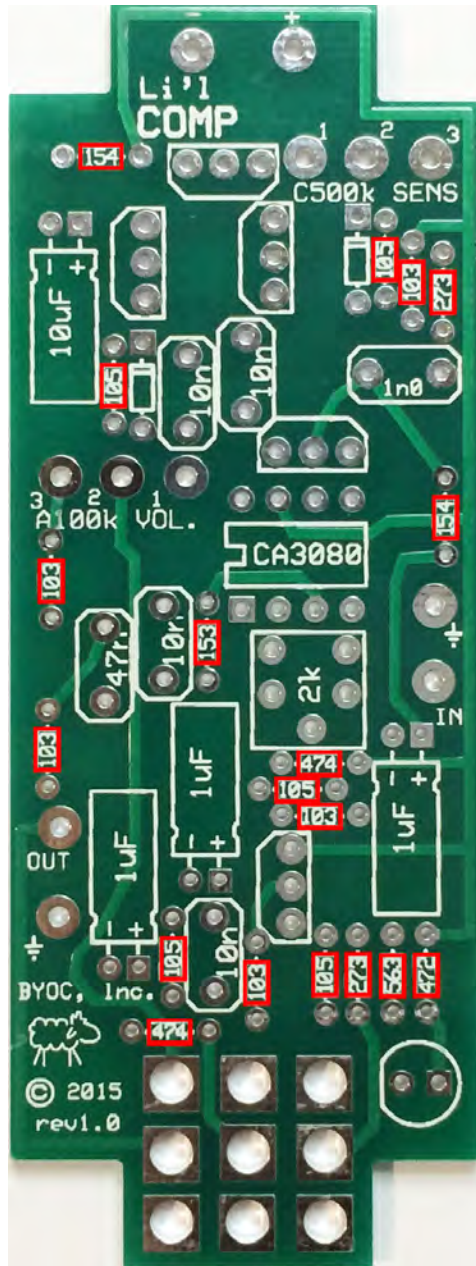 - +
Li'l
COMP
1 2 3
154
C500k SENS
105
103
273
- +
10uF
105
10n
10n
1n0
3 2 1
A100k VOL.
154
CA3080
103
47n
10n
153
2k
IN
103
474
105
103
- +
1uF
- +
1uF
- +
1uF
OUT
105
10n
103
105
273
563
472
BYOC, Inc.
474
© 2015
rev1.0